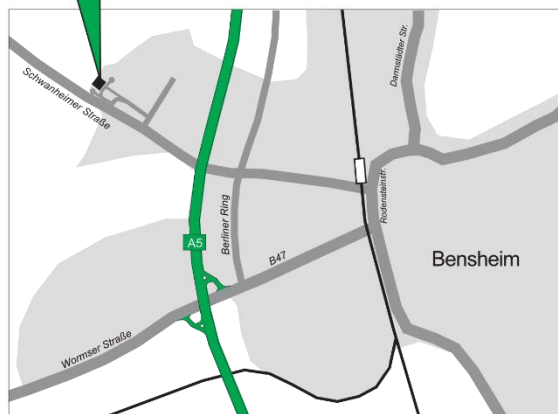 Schwanheimer Straße
Darmstädter Str.
Rodensteinstr.
Berliner Ring
A5
B47
Bensheim
Wormser Straße